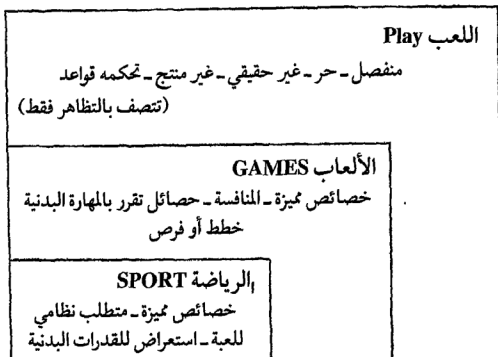 اللعب Play
منفصل ـ حر ـ غير حقيقي ـ غير منتج ـ تحكمه قواعد
(تتصف بالتظاهر فقط)
الألعاب GAMES
خصائص مميزة ـ المنافسة ـ حصائل تقرر بالمهارة البدنية
خطط أو فرص
الرياضة SPORT
خصائص مميزة ـ متطلب نظامي
للعبة ـ استعراض للقدرات البدنية